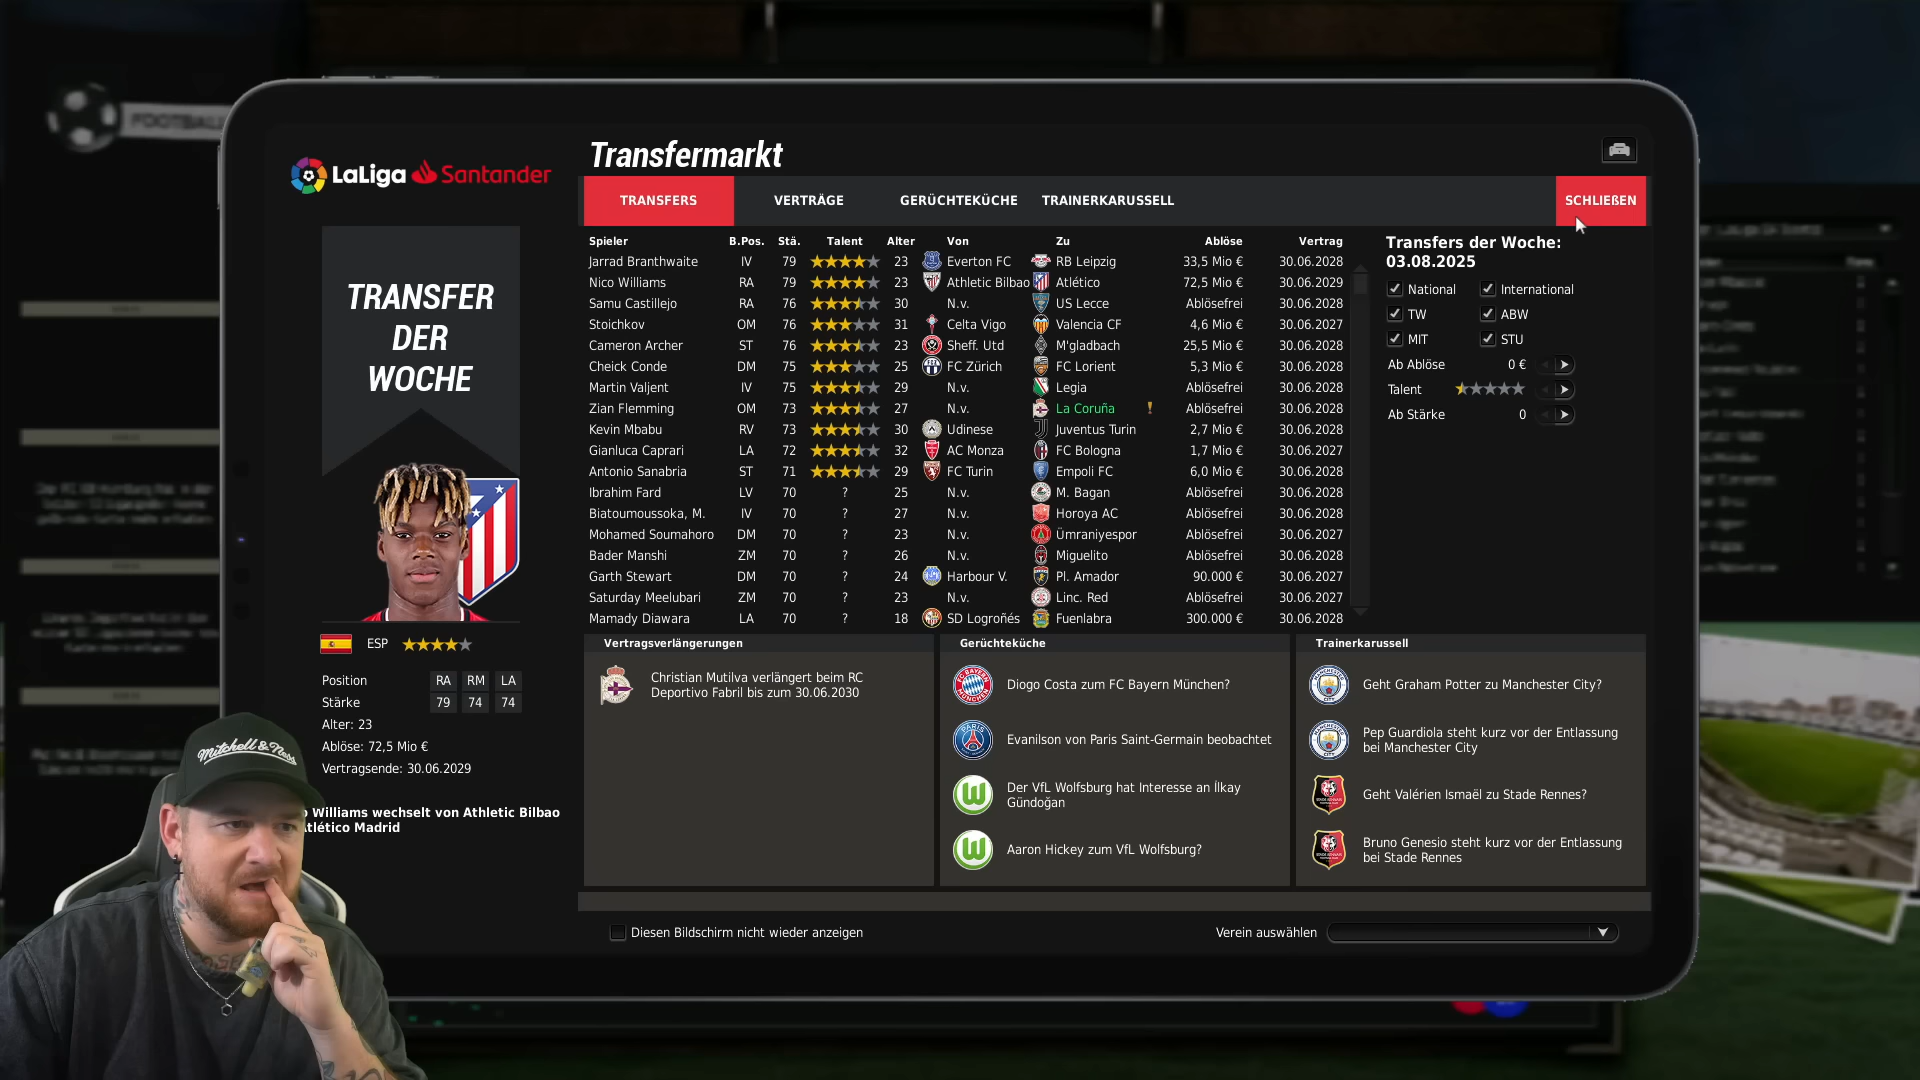 FOOTBALL
LaLiga Santander
Transfermarkt
TRANSFERS VERTRÄGE GERÜCHTEKÜCHE TRAINERKARUSSELL SCHLIEẞEN
TRANSFER
DER
WOCHE
Spieler B.Pos. Stä. Talent Alter Von Zu Ablöse Vertrag
Jarrad Branthwaite IV 79 23 Everton FC RB Leipzig 33,5 Mio € 30.06.2028
Nico Williams RA 79 23 Athletic Bilbao Atlético 72,5 Mio € 30.06.2029
Samu Castillejo RA 76 30 N.v. US Lecce Ablösefrei 30.06.2028
Stoichkov OM 76 31 Celta Vigo Valencia CF 4,6 Mio € 30.06.2027
Cameron Archer ST 76 23 Sheff. Utd M'gladbach 25,5 Mio € 30.06.2028
Cheick Conde DM 75 25 FC Zürich FC Lorient 5,3 Mio € 30.06.2028
Martin Valjent IV 75 29 N.v. Legia Ablösefrei 30.06.2028
Zian Flemming OM 73 27 N.v. La Coruña ! Ablösefrei 30.06.2028
Kevin Mbabu RV 73 30 Udinese Juventus Turin 2,7 Mio € 30.06.2028
Gianluca Caprari LA 72 32 AC Monza FC Bologna 1,7 Mio € 30.06.2027
Antonio Sanabria ST 71 29 FC Turin Empoli FC 6,0 Mio € 30.06.2028
Ibrahim Fard LV 70 ? 25 N.v. M. Bagan Ablösefrei 30.06.2028
Biatoumoussoka, M. IV 70 ? 27 N.v. Horoya AC Ablösefrei 30.06.2028
Mohamed Soumahoro DM 70 ? 23 N.v. Ümraniyespor Ablösefrei 30.06.2027
Bader Manshi ZM 70 ? 26 N.v. Miguelito Ablösefrei 30.06.2028
Garth Stewart DM 70 ? 24 Harbour V. Pl. Amador 90.000 € 30.06.2027
Saturday Meelubari ZM 70 ? 23 N.v. Linc. Red Ablösefrei 30.06.2027
Mamady Diawara LA 70 ? 18 SD Logroñés Fuenlabra 300.000 € 30.06.2028
Transfers der Woche:
03.08.2025
National International
TW ABW
MIT STU
Ab Ablöse 0 €
Talent
Ab Stärke 0
ESP
Position RA RM LA
Stärke 79 74 74
Alter: 23
Ablöse: 72,5 Mio €
Vertragsende: 30.06.2029
Williams wechselt von Athletic Bilbao
tlético Madrid
Vertragsverlängerungen
Christian Mutilva verlängert beim RC
Deportivo Fabril bis zum 30.06.2030
Gerüchteküche
Diogo Costa zum FC Bayern München?
Evanilson von Paris Saint-Germain beobachtet
Der VfL Wolfsburg hat Interesse an İlkay
Gündoğan
Aaron Hickey zum VfL Wolfsburg?
Trainerkarussell
Geht Graham Potter zu Manchester City?
Pep Guardiola steht kurz vor der Entlassung
bei Manchester City
Geht Valérien Ismaël zu Stade Rennes?
Bruno Genesio steht kurz vor der Entlassung
bei Stade Rennes
Diesen Bildschirm nicht wieder anzeigen
Verein auswählen
Mitchell & Ness